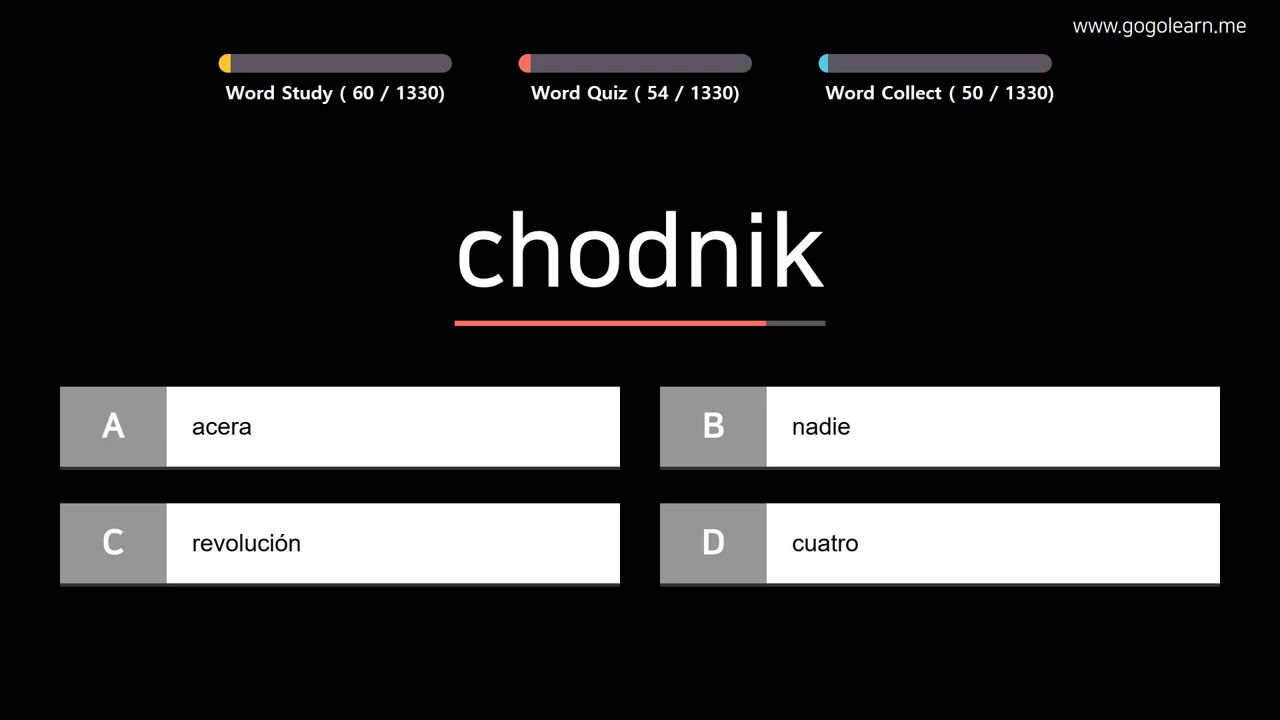 www.gogolearn.me
Word Study ( 60 / 1330)
Word Quiz ( 54 / 1330)
Word Collect ( 50 / 1330)
chodnik
A acera
B nadie
C revolución
D cuatro